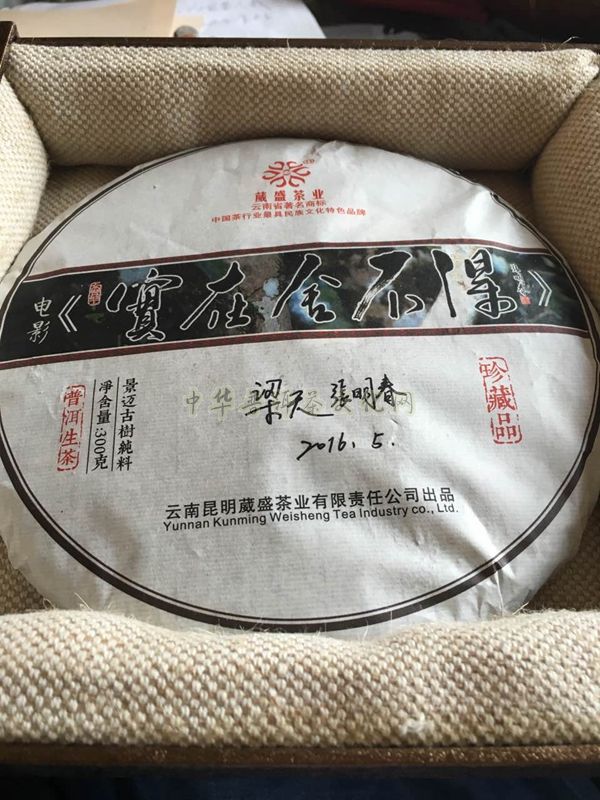 葳盛茶业
云南省著名商标
中国茶行业最具民族文化特色品牌
电影《實在舍不得》
普洱生茶
景迈古樹純料
淨含量:300克
珍藏品
梁天 張明春
2016.5.
云南昆明葳盛茶业有限责任公司出品
Yunnan Kunming Weisheng Tea Industry co., Ltd.